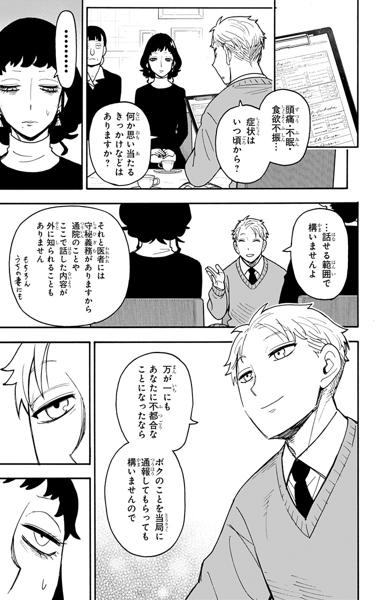 頭痛・不眠・
食欲不振…
症状は
いつ頃から？
何か思い当たる
きっかけなどは
ありますか？
………
…話せる範囲で
構いませんよ
それと医者には
守秘義務がありますから
通院のことや
ここで話した内容が
外に知られることも
ありません
もちろん
うちの妻にも
万が一にも
あなたに不都合な
ことになったなら
ボクのことを当局に
通報してもらっても
構いませんので